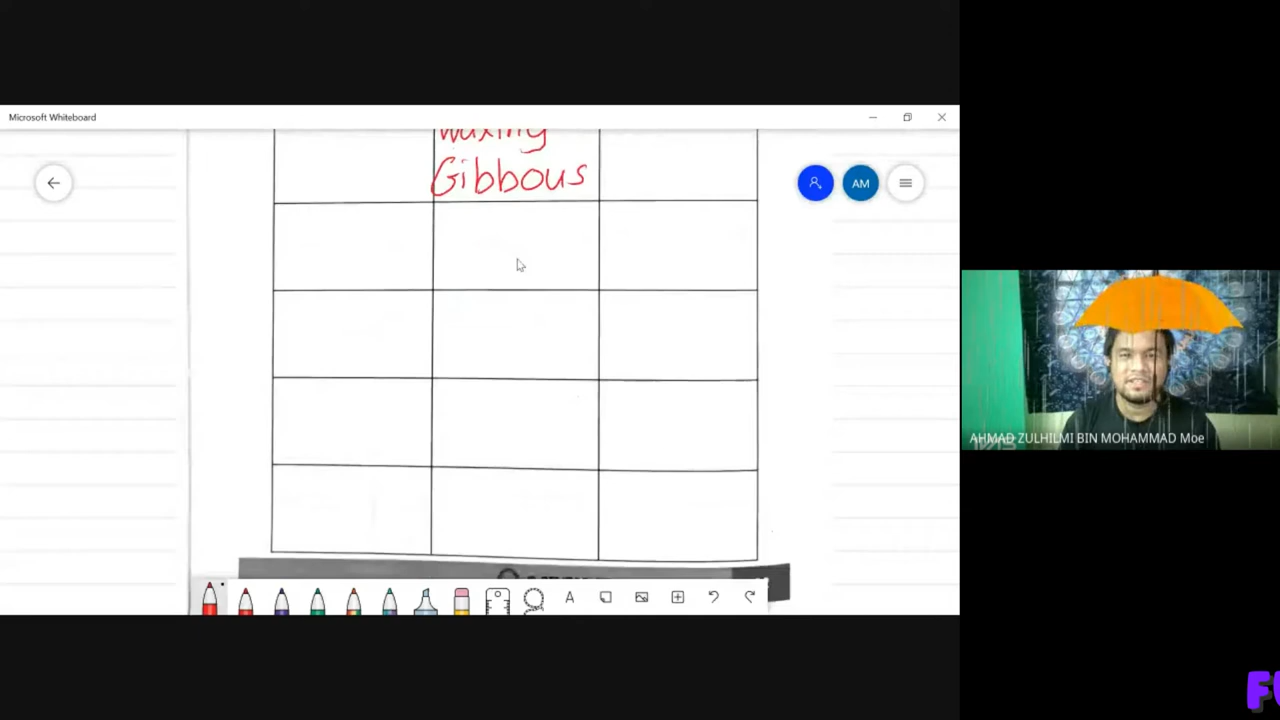 Microsoft Whiteboard
Waxing
Gibbous
AM
A
AHMAD ZULHILMI BIN MOHAMMAD Moe